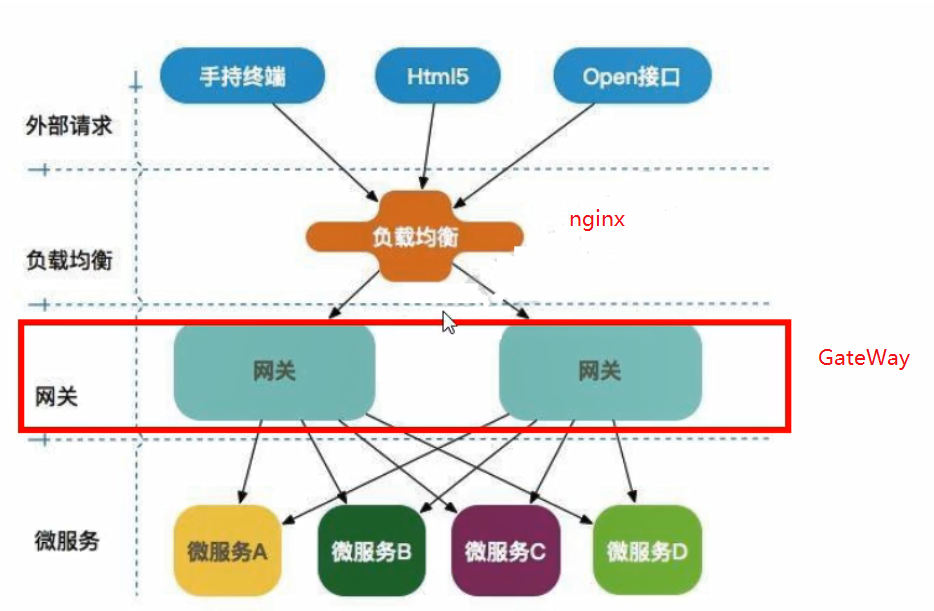 手持终端
Html5
Open接口
外部请求
负载均衡
nginx
负载均衡
网关
网关
GateWay
网关
微服务A
微服务B
微服务C
微服务D
微服务